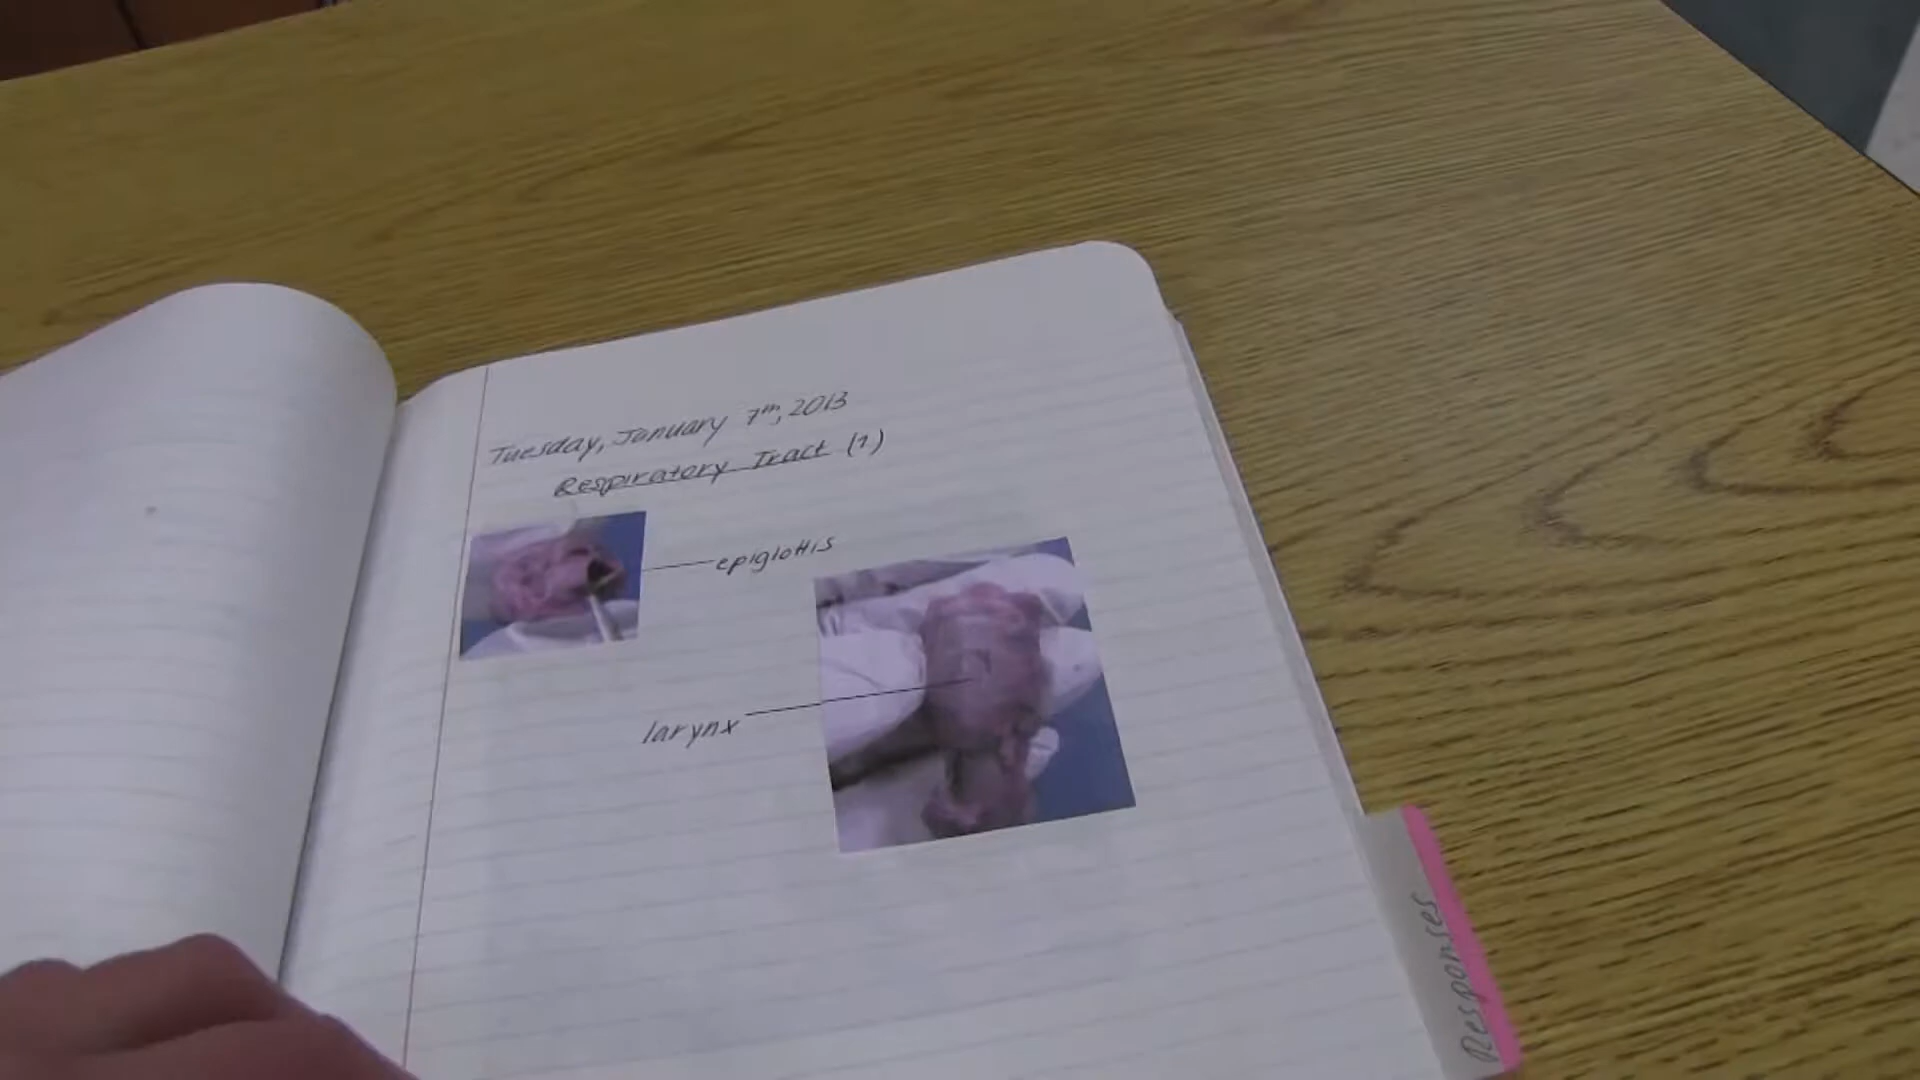 Tuesday, January 7th, 2013
Respiratory Tract (1)
epiglottis
larynx
Responses